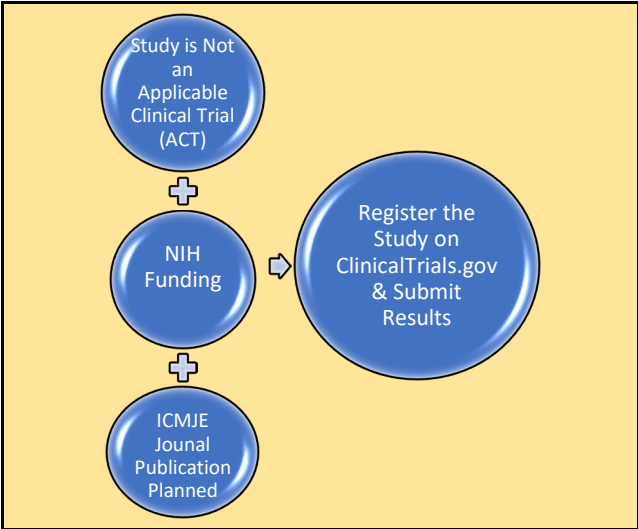 Study is Not
an
Applicable
Clinical Trial
(ACT)
NIH
Funding
ICMJE
Jounal
Publication
Planned
Register the
Study on
ClinicalTrials.gov
& Submit
Results